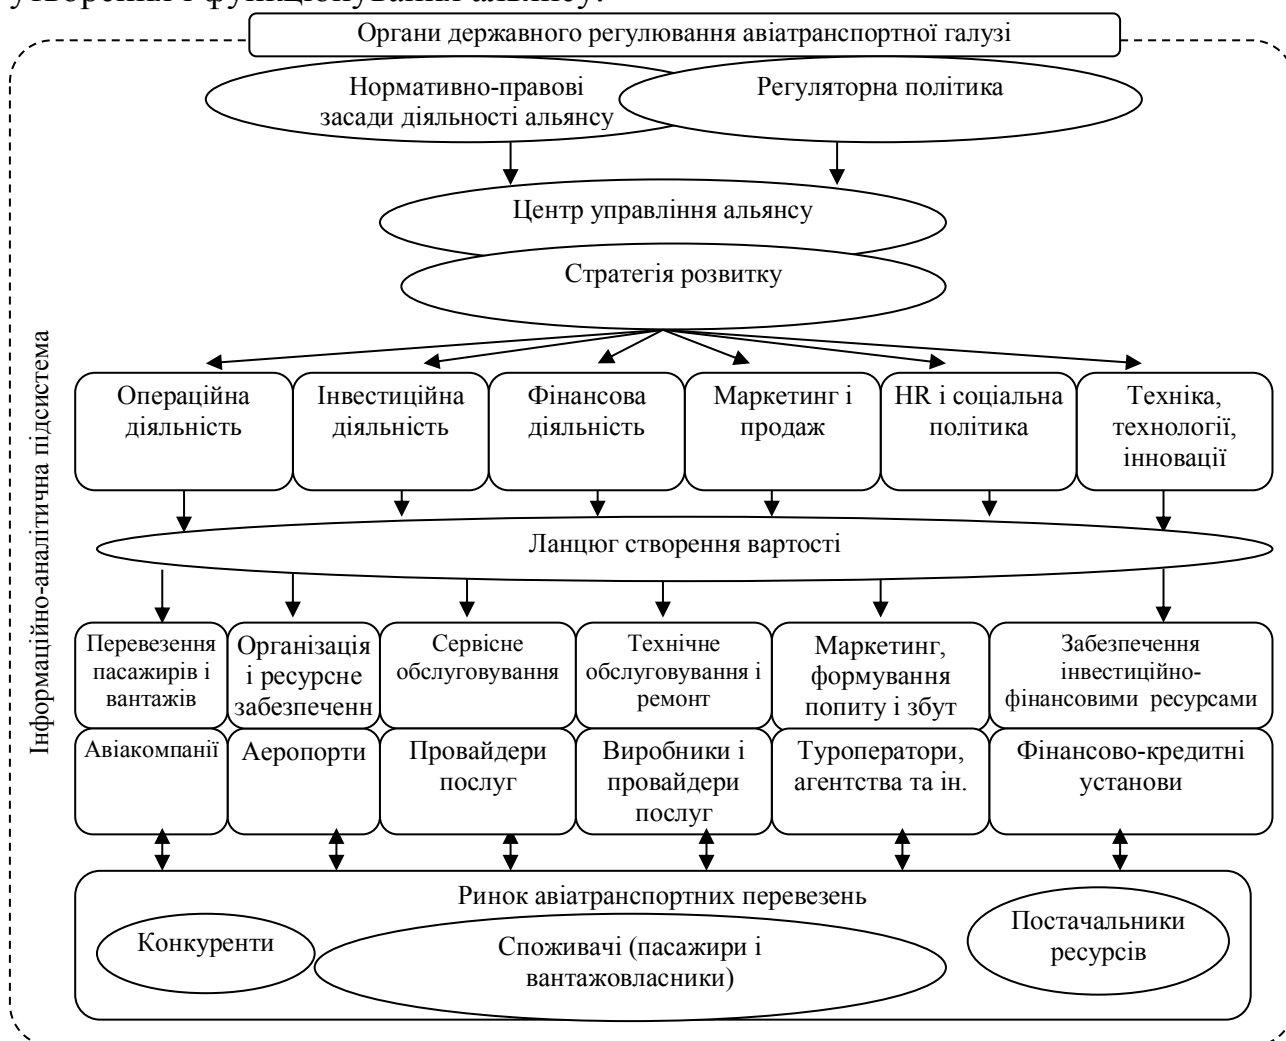 утворення і функціонування альянсу.
Органи державного регулювання авіатранспортної галузі
Нормативно-правові
засади діяльності альянсу
Регуляторна політика
Центр управління альянсу
Стратегія розвитку
Інформаційно-аналітична підсистема
Операційна
діяльність
Інвестиційна
діяльність
Фінансова
діяльність
Маркетинг і
продаж
HR і соціальна
політика
Техніка,
технології,
інновації
Ланцюг створення вартості
Перевезення
пасажирів і
вантажів
Організація
і ресурсне
забезпеченн
Сервісне
обслуговування
Технічне
обслуговування і
ремонт
Маркетинг,
формування
попиту і збут
Забезпечення
інвестиційно-
фінансовими ресурсами
Авіакомпанії
Аеропорти
Провайдери
послуг
Виробники і
провайдери
послуг
Туроператори,
агентства та ін.
Фінансово-кредитні
установи
Ринок авіатранспортних перевезень
Конкуренти
Споживачі (пасажири і
вантажовласники)
Постачальники
ресурсів